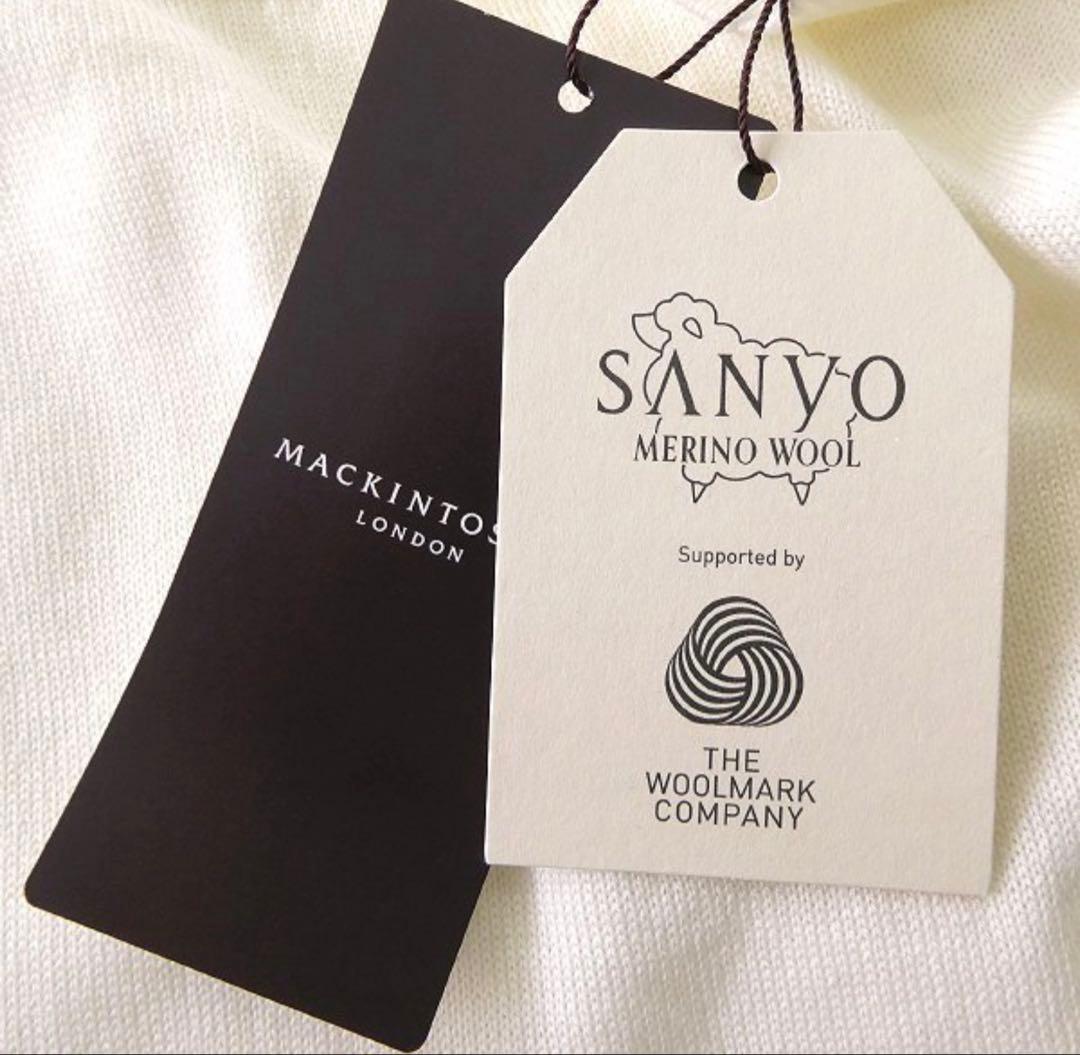 MACKINTOS
LONDON
SANYO
MERINO WOOL
Supported by
THE
WOOLMARK
COMPANY